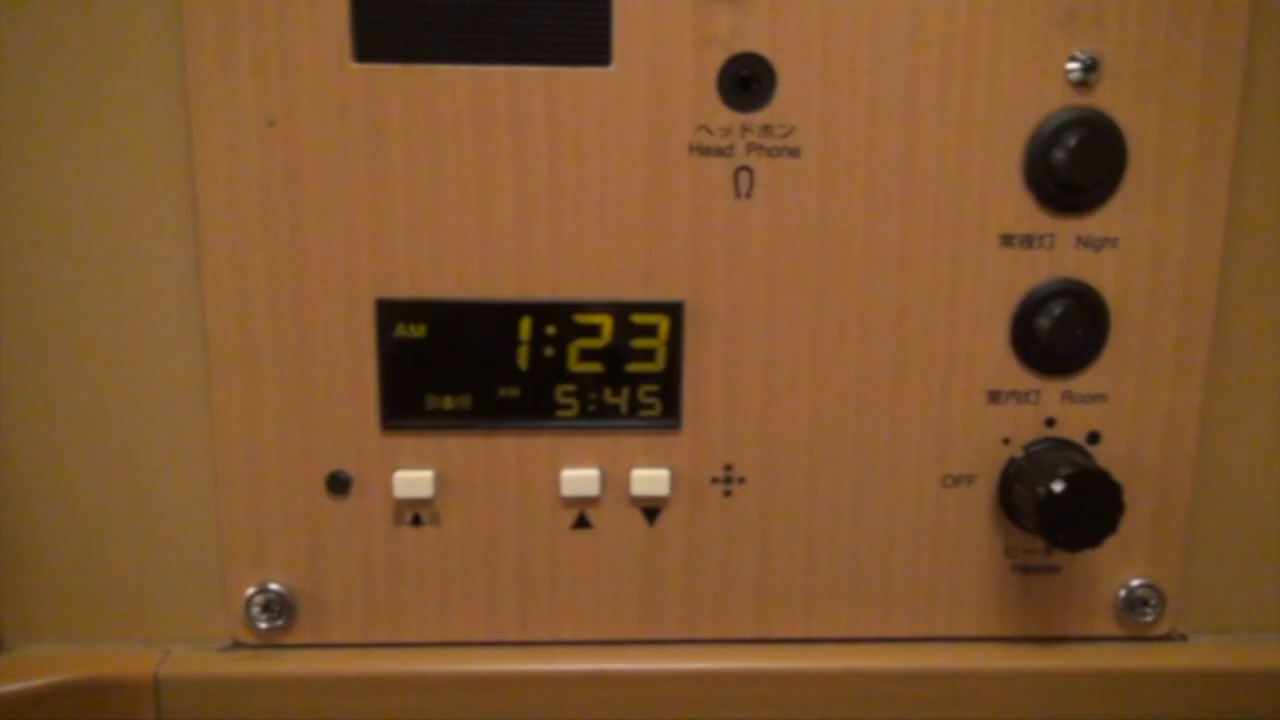 ヘッドホン
Head Phone
常夜灯 Night
AM 1:23
AM 5:45
室内灯 Room
OFF
ヒーター
Heater